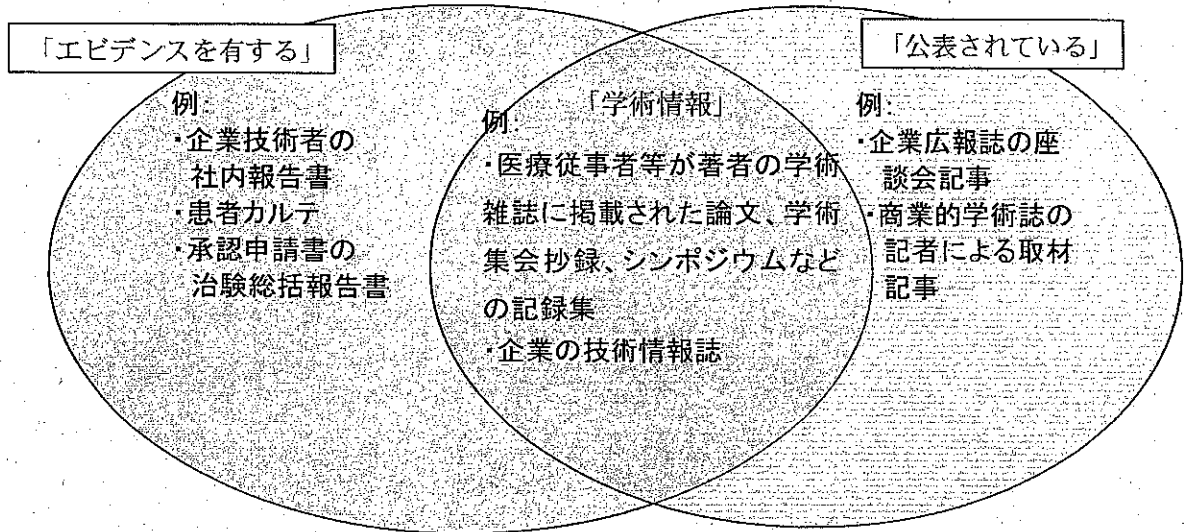 「エビデンスを有する」
例:
・企業技術者の
社内報告書
・患者カルテ
・承認申請書の
治験総括報告書
「学術情報」
例:
・医療従事者等が著者の学術
雑誌に掲載された論文、学術
集会抄録、シンポジウムなど
の記録集
・企業の技術情報誌
「公表されている」
例:
・企業広報誌の座
談会記事
・商業的学術誌の
記者による取材
記事